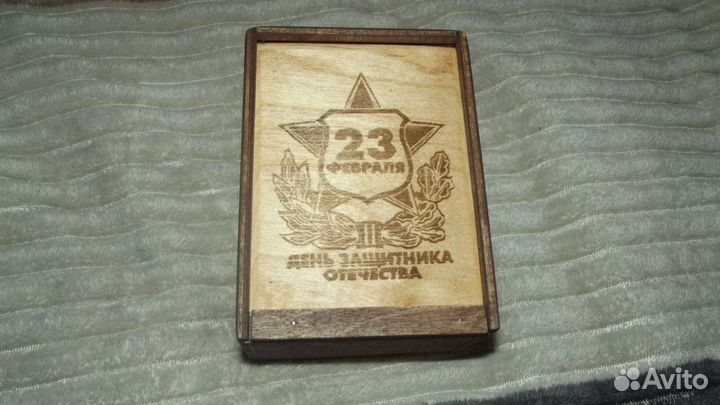 23
ФЕВРАЛЯ
ДЕНЬ ЗАЩИТНИКА
ОТЕЧЕСТВА
Avito